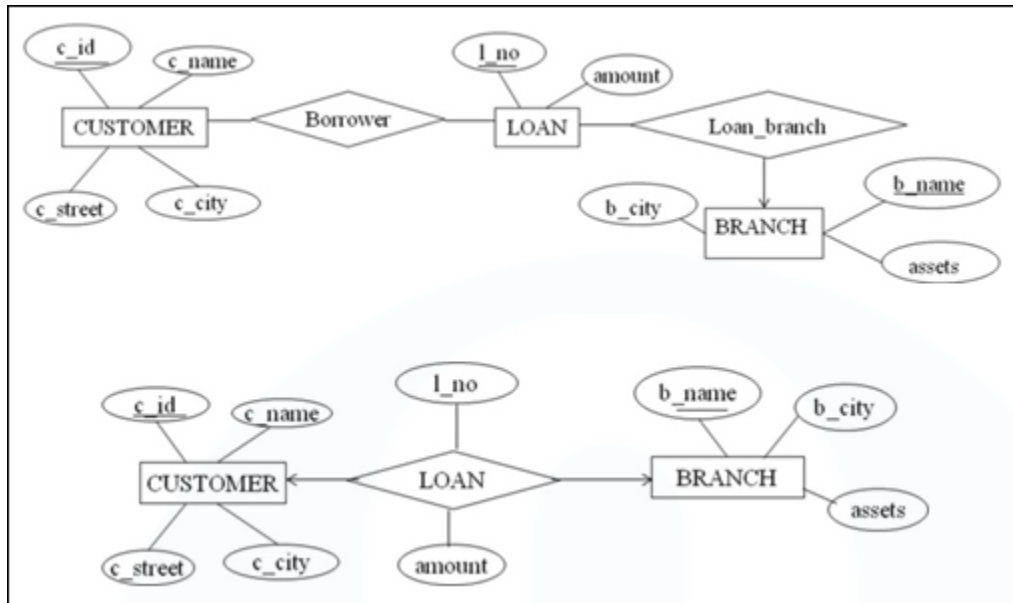 c_id
c_name
l_no
amount
CUSTOMER
Borrower
LOAN
Loan_branch
c_street
c_city
b_city
b_name
BRANCH
assets
l_no
b_name
b_city
c_id
c_name
CUSTOMER
LOAN
BRANCH
assets
c_street
c_city
amount